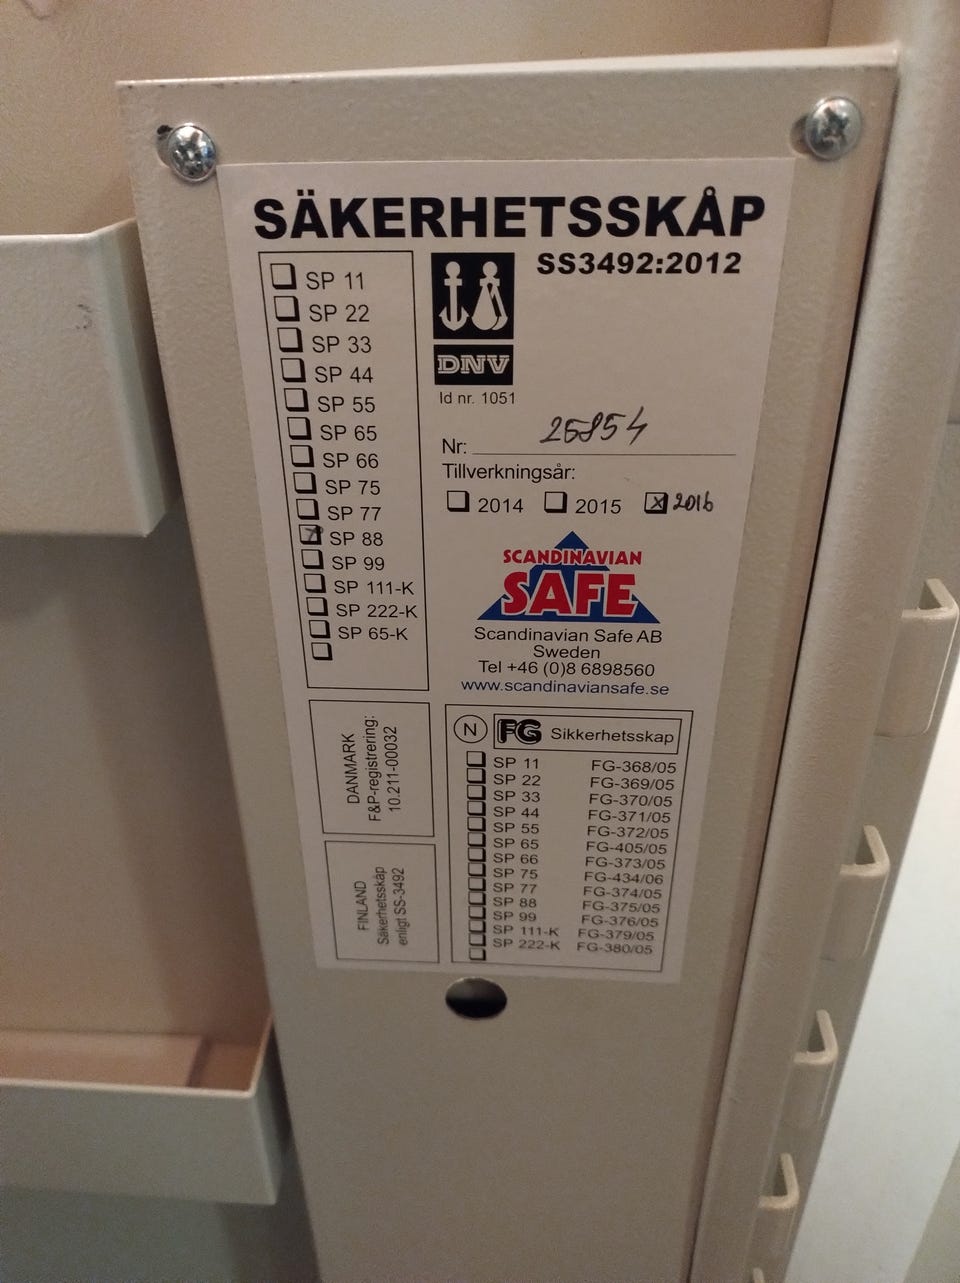 SÄKERHETSSKÅP
SS3492:2012
SP 11
SP 22
SP 33
SP 44
SP 55
SP 65
SP 66
SP 75
SP 77
SP 88
SP 99
SP 111-K
SP 222-K
SP 65-K
DNV
Id nr. 1051
Nr: 25854
Tillverkningsår:
2014 2015 2016
SCANDINAVIAN
SAFE
Scandinavian Safe AB
Sweden
Tel +46 (0)8 6898560
www.scandinaviansafe.se
DANMARK
F&P-registrering:
10.211-00032
FINLAND
Säkerhetsskåp
enligt SS-3492
N FG Sikkerhetsskap
SP 11 FG-368/05
SP 22 FG-369/05
SP 33 FG-370/05
SP 44 FG-371/05
SP 55 FG-372/05
SP 65 FG-405/05
SP 66 FG-373/05
SP 75 FG-434/06
SP 77 FG-374/05
SP 88 FG-375/05
SP 99 FG-376/05
SP 111-K FG-379/05
SP 222-K FG-380/05